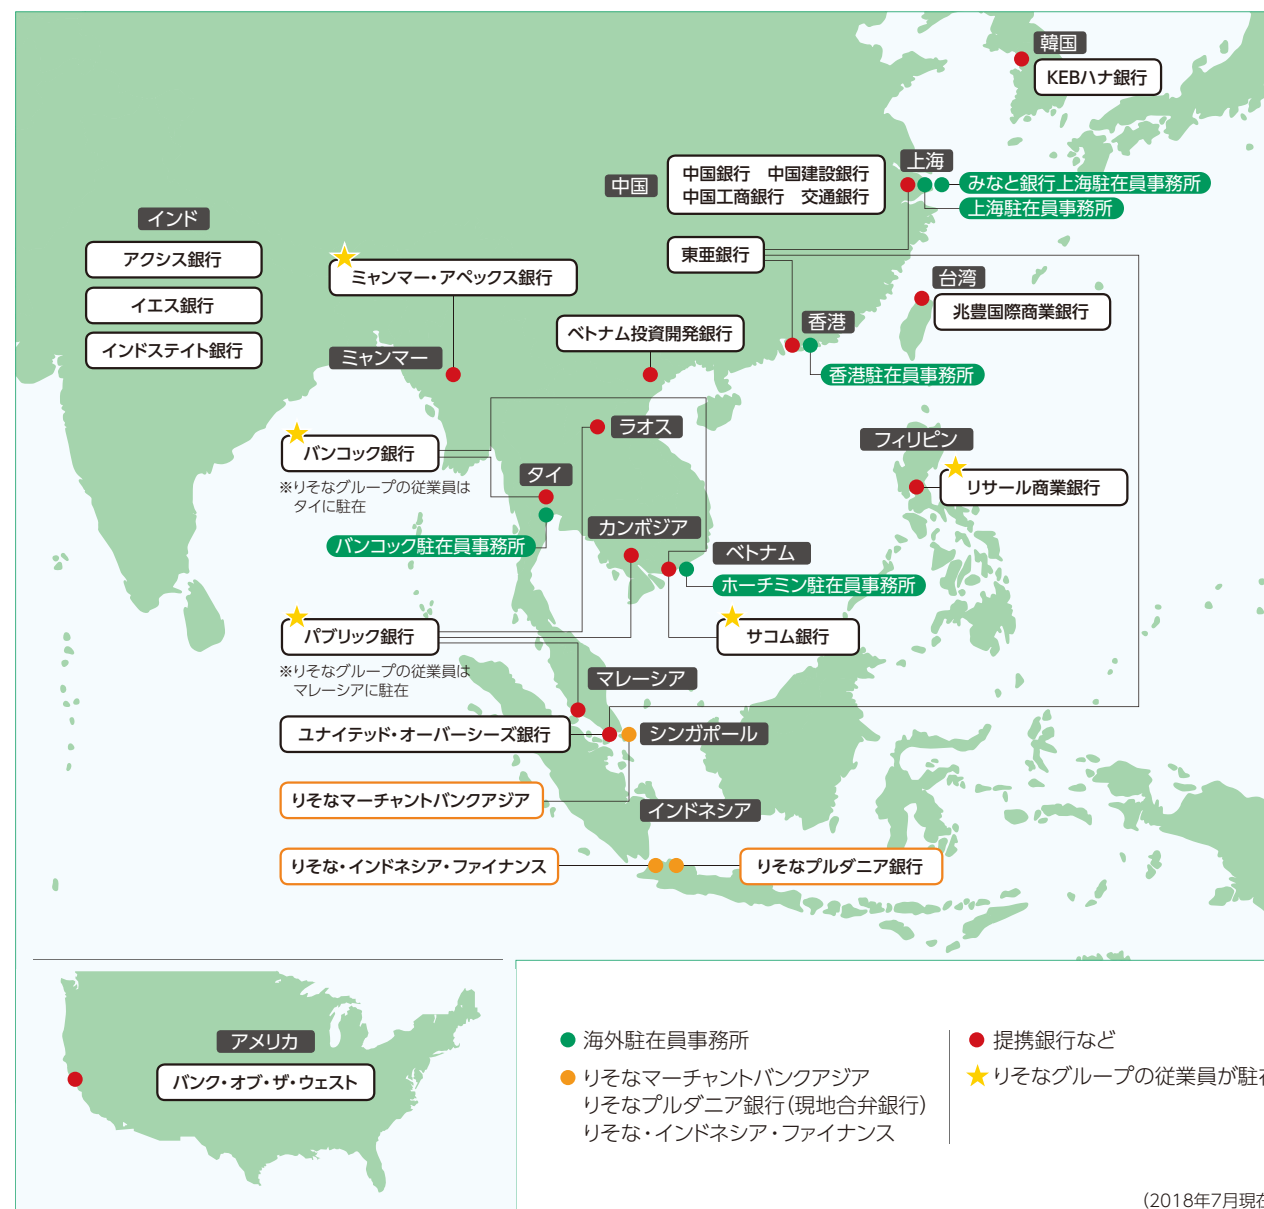 韓国
KEBハナ銀行
上海
中国
中国銀行　中国建設銀行
中国工商銀行　交通銀行
みなと銀行上海駐在員事務所
上海駐在員事務所
インド
アクシス銀行
イエス銀行
インドステイト銀行
東亜銀行
ミャンマー・アペックス銀行
ミャンマー
ベトナム投資開発銀行
台湾
兆豊国際商業銀行
香港
香港駐在員事務所
ラオス
フィリピン
リサール商業銀行
バンコック銀行
※りそなグループの従業員は
タイに駐在
タイ
バンコック駐在員事務所
カンボジア
ベトナム
ホーチミン駐在員事務所
サコム銀行
パブリック銀行
※りそなグループの従業員は
マレーシアに駐在
マレーシア
ユナイテッド・オーバーシーズ銀行
シンガポール
りそなマーチャントバンクアジア
インドネシア
りそな・インドネシア・ファイナンス
りそなプルダニア銀行
アメリカ
バンク・オブ・ザ・ウェスト
海外駐在員事務所
りそなマーチャントバンクアジア
りそなプルダニア銀行(現地合弁銀行)
りそな・インドネシア・ファイナンス
提携銀行など
りそなグループの従業員が駐在
(2018年7月現在